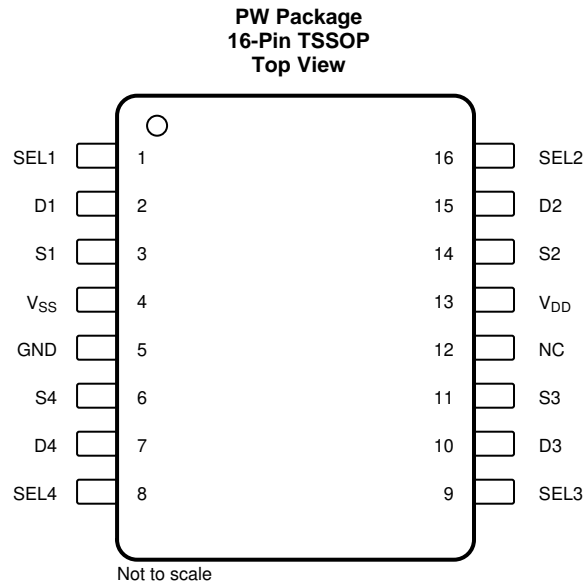 PW Package
16-Pin TSSOP
Top View
SEL1 1 16 SEL2
D1 2 15 D2
S1 3 14 S2
VSS 4 13 VDD
GND 5 12 NC
S4 6 11 S3
D4 7 10 D3
SEL4 8 9 SEL3
Not to scale